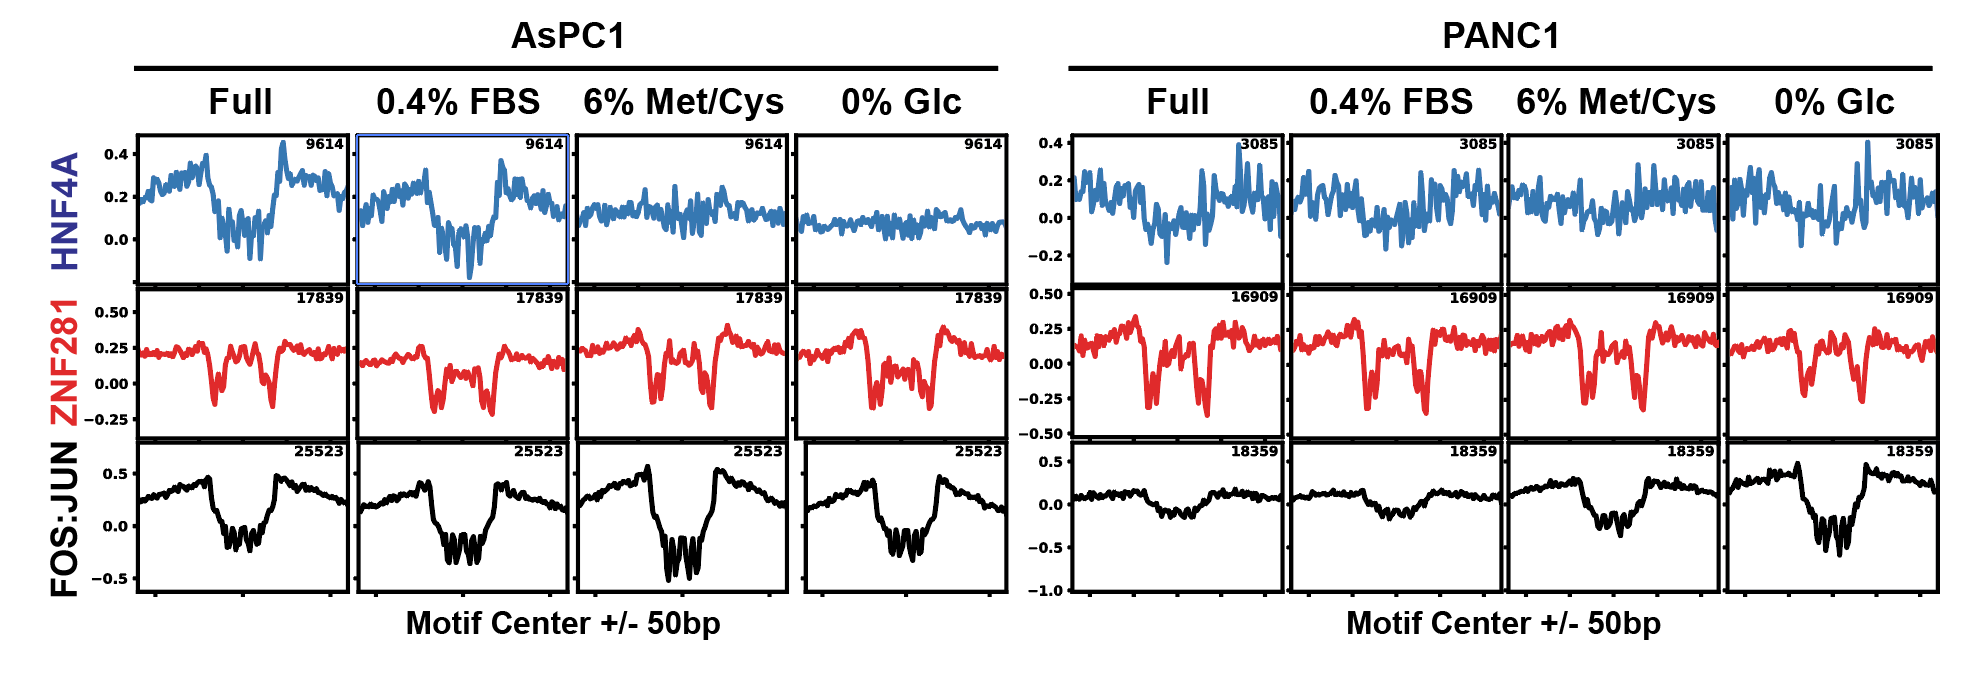 AsPC1 PANC1
Full 0.4% FBS 6% Met/Cys 0% Glc Full 0.4% FBS 6% Met/Cys 0% Glc
HNF4A
0.4
0.2
0.0
9614 9614 9614 9614
0.4
0.2
0.0
−0.2
3085 3085 3085 3085
ZNF281
0.50
0.25
0.00
−0.25
17839 17839 17839 17839
0.50
0.25
0.00
−0.25
−0.50
16909 16909 16909 16909
FOS:JUN
0.5
0.0
−0.5
25523 25523 25523 25523
0.5
0.0
−0.5
−1.0
18359 18359 18359 18359
Motif Center +/- 50bp Motif Center +/- 50bp